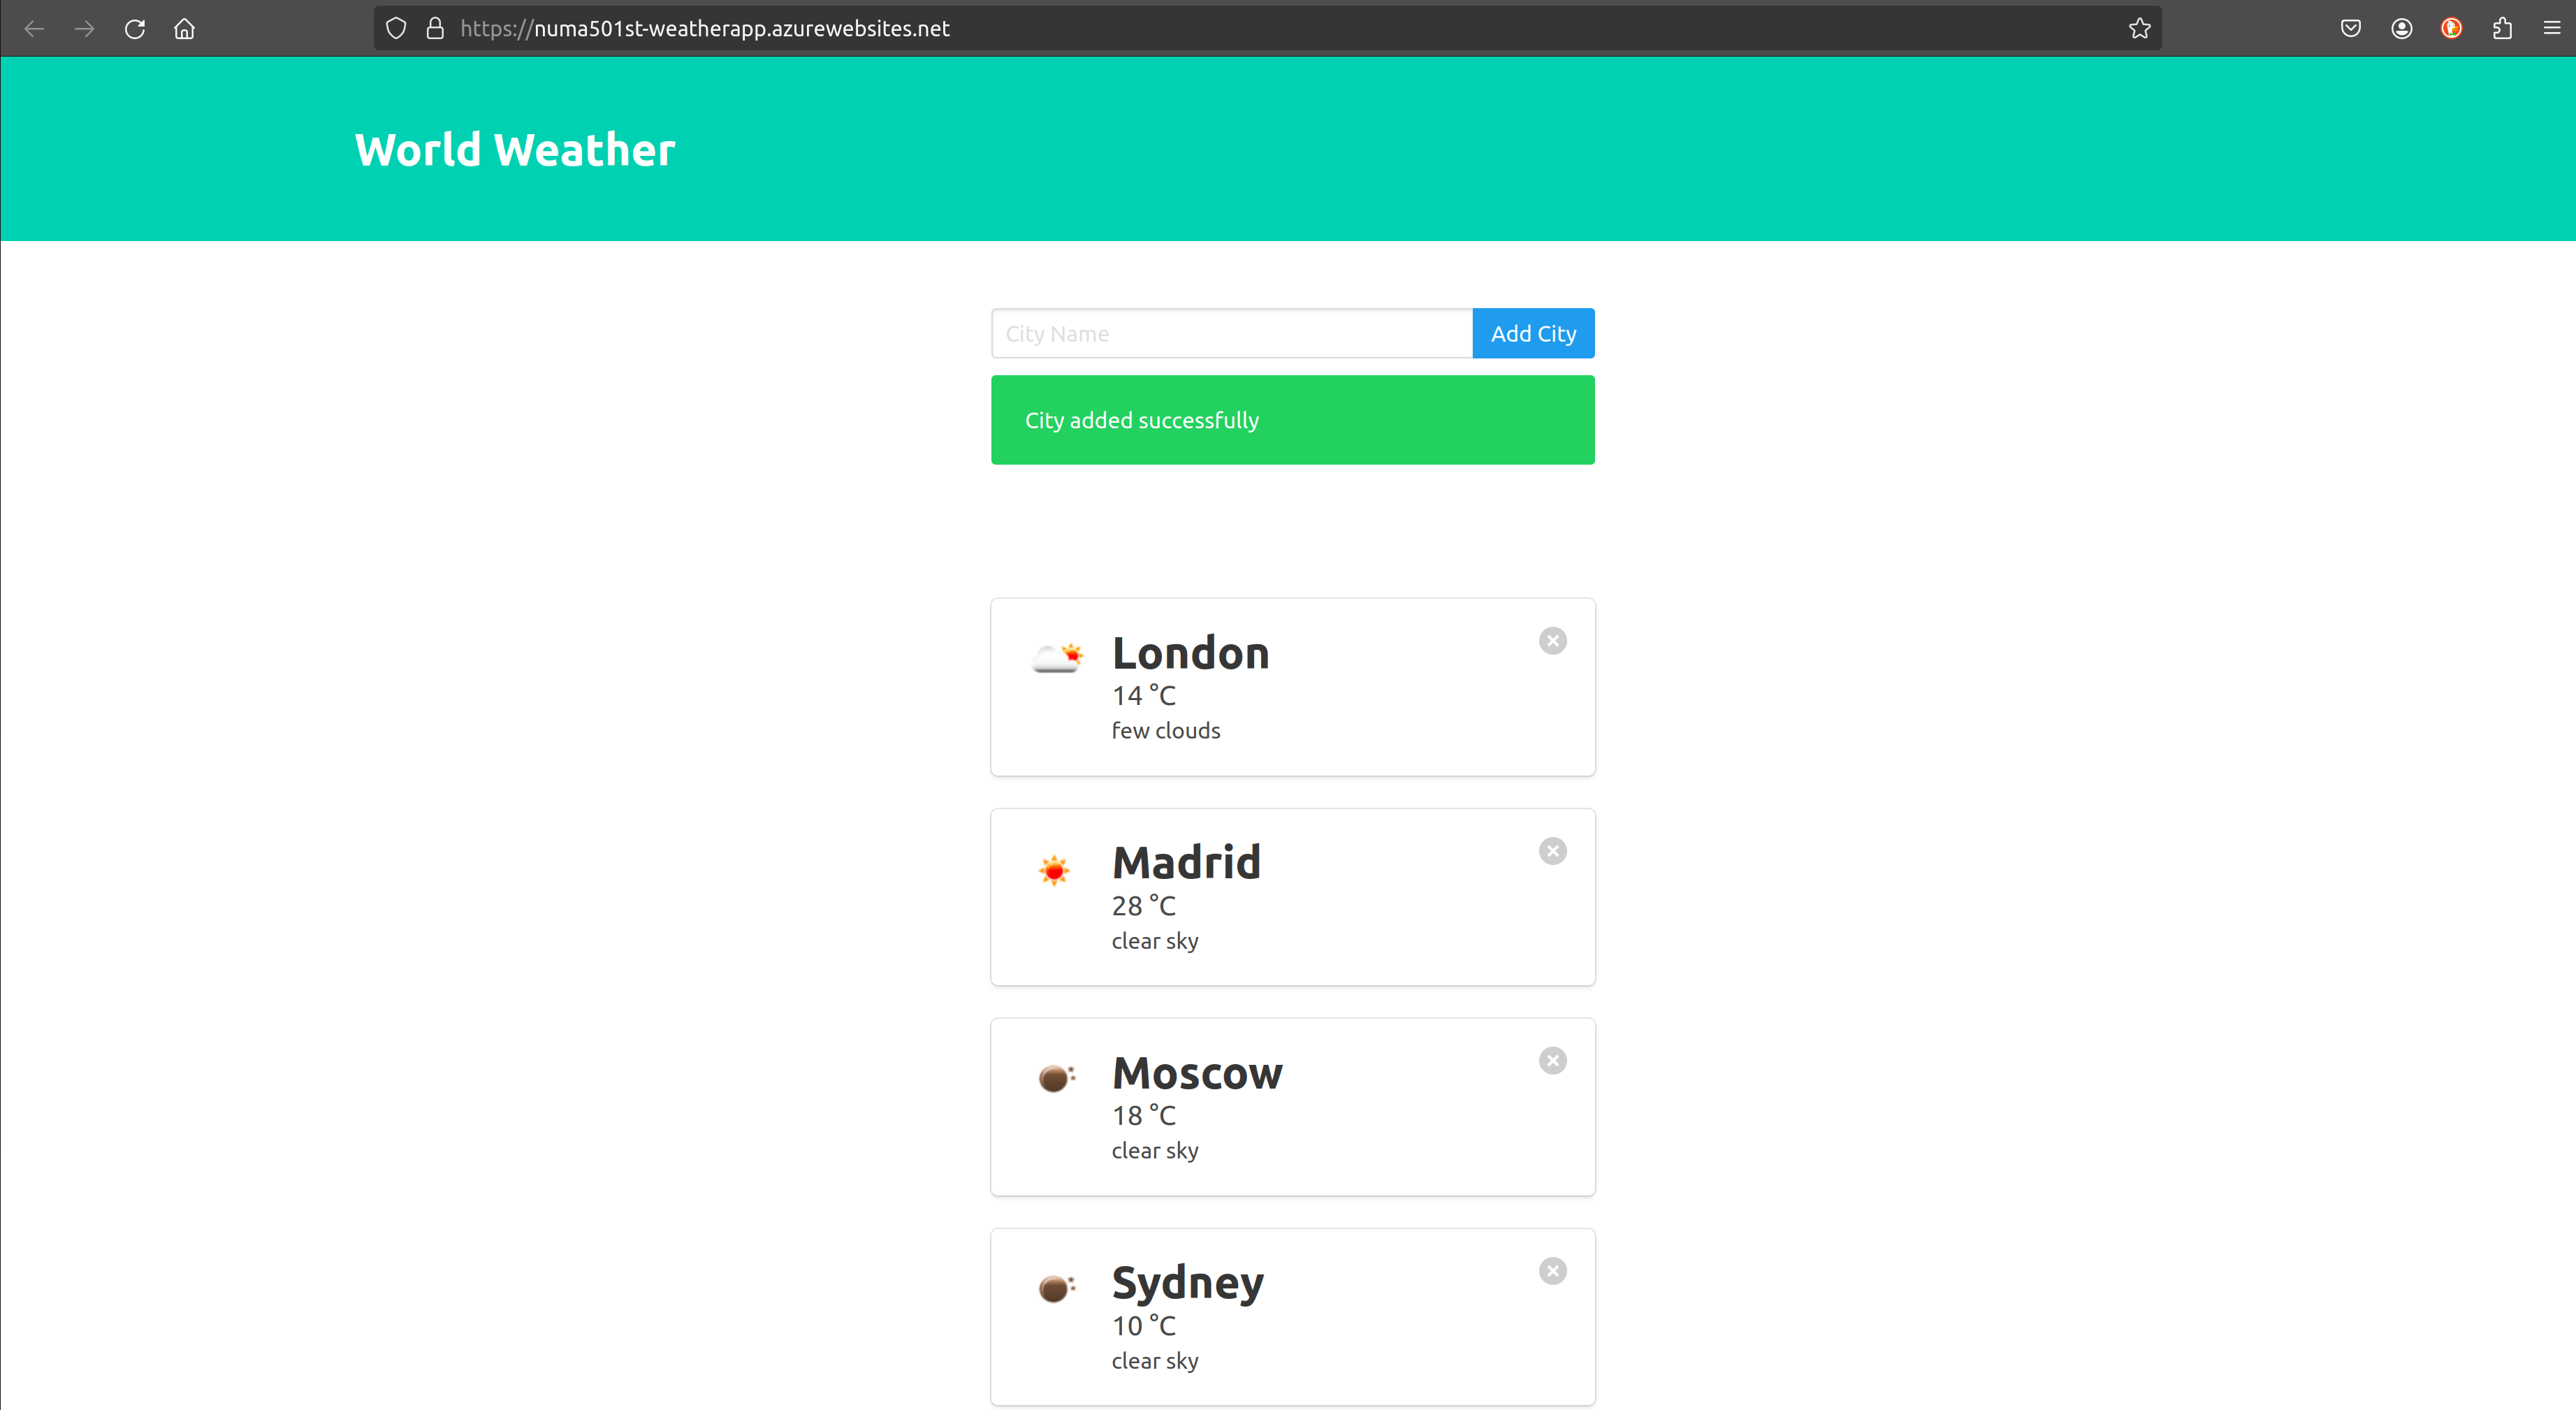 https://numa501st-weatherapp.azurewebsites.net
World Weather
City Name
Add City
City added successfully
London
14 °C
few clouds
Madrid
28 °C
clear sky
Moscow
18 °C
clear sky
Sydney
10 °C
clear sky